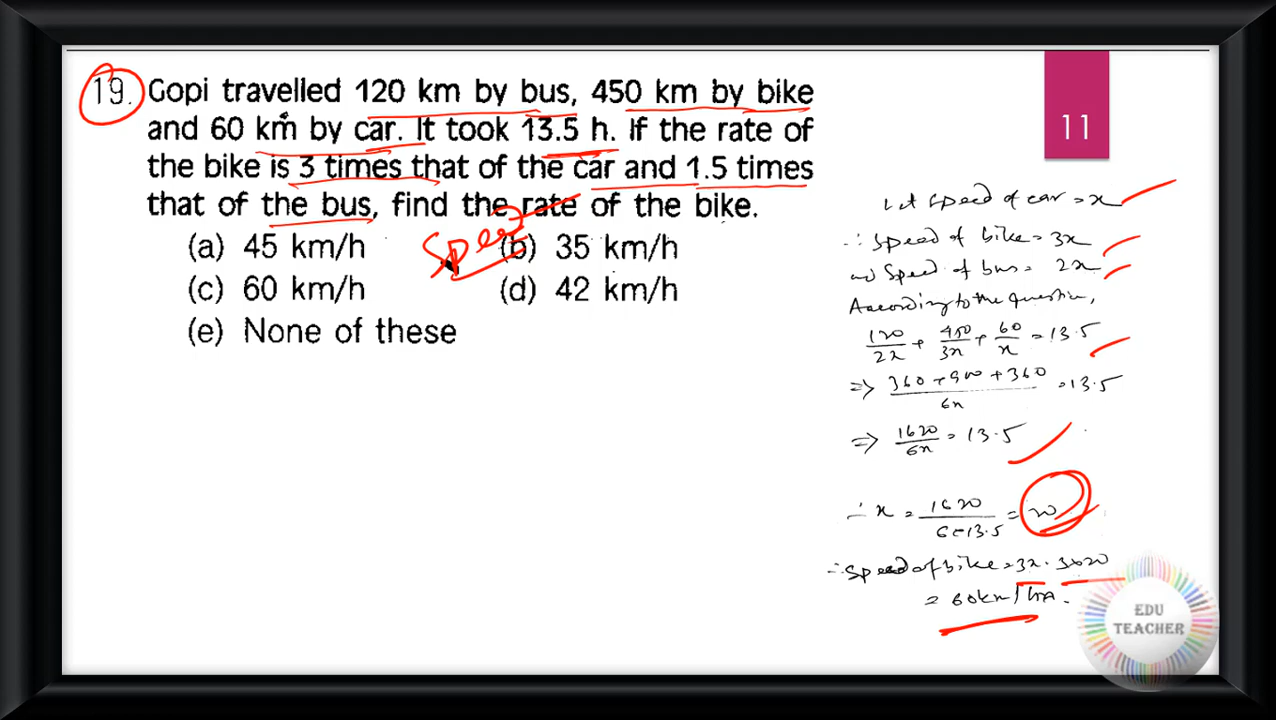 19. Gopi travelled 120 km by bus, 450 km by bike
and 60 km by car. It took 13.5 h. If the rate of
the bike is 3 times that of the car and 1.5 times
that of the bus, find the rate of the bike.
speed
(a) 45 km/h (b) 35 km/h
(c) 60 km/h (d) 42 km/h
(e) None of these
11
Let speed of car = x
∴ speed of bike = 3x
and speed of bus = 2x
According to the question,
120/2x + 450/3x + 60/x = 13.5
⇒ 360 + 900 + 360 / 6x = 13.5
⇒ 1620/6x = 13.5
∴ x = 1620 / 6×13.5 = 20
∴ speed of bike = 3x = 3×20
= 60 km/hr.
EDU
TEACHER